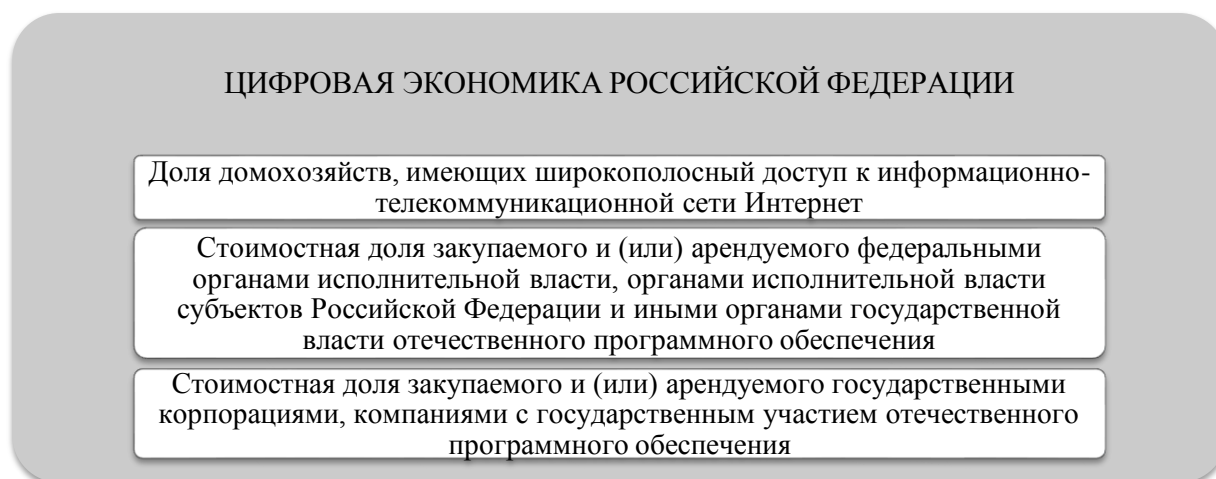 ЦИФРОВАЯ ЭКОНОМИКА РОССИЙСКОЙ ФЕДЕРАЦИИ
Доля домохозяйств, имеющих широкополосный доступ к информационно-
телекоммуникационной сети Интернет
Стоимостная доля закупаемого и (или) арендуемого федеральными
органами исполнительной власти, органами исполнительной власти
субъектов Российской Федерации и иными органами государственной
власти отечественного программного обеспечения
Стоимостная доля закупаемого и (или) арендуемого государственными
корпорациями, компаниями с государственным участием отечественного
программного обеспечения